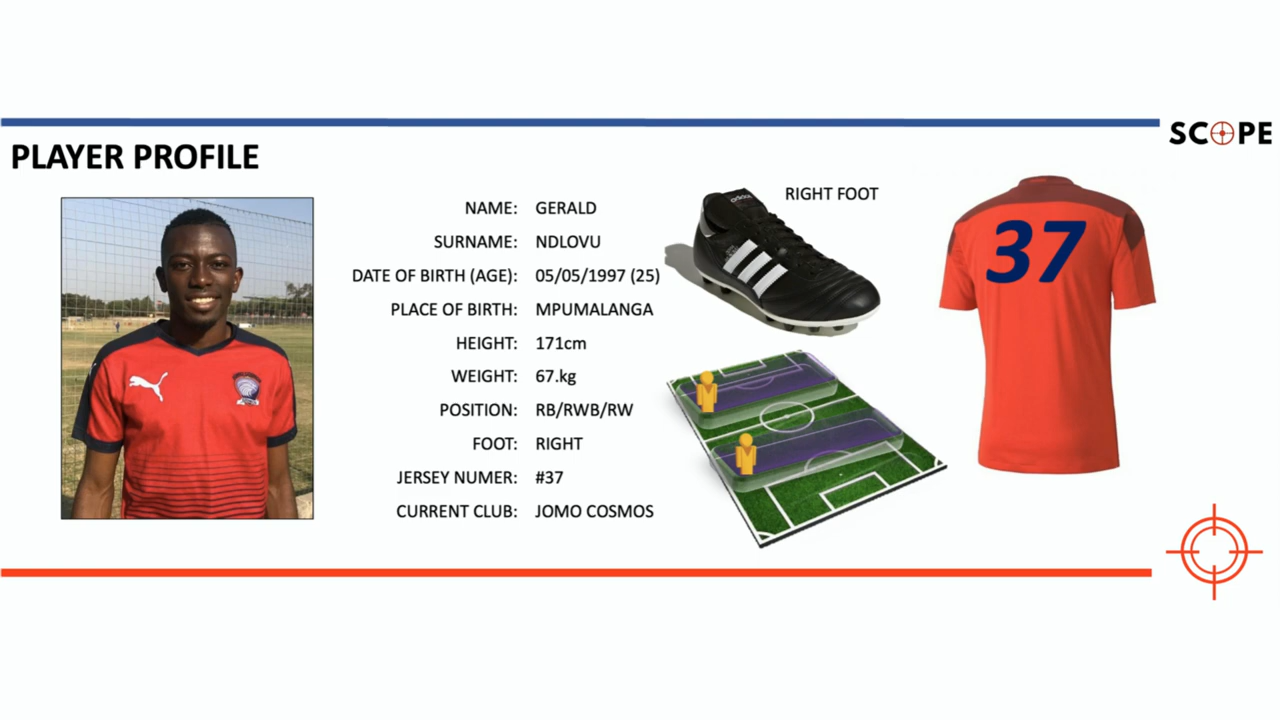 SCOPE
PLAYER PROFILE
RIGHT FOOT
NAME: GERALD
SURNAME: NDLOVU
DATE OF BIRTH (AGE): 05/05/1997 (25)
PLACE OF BIRTH: MPUMALANGA
HEIGHT: 171cm
WEIGHT: 67.kg
POSITION: RB/RWB/RW
FOOT: RIGHT
JERSEY NUMER: #37
CURRENT CLUB: JOMO COSMOS
adidas
37